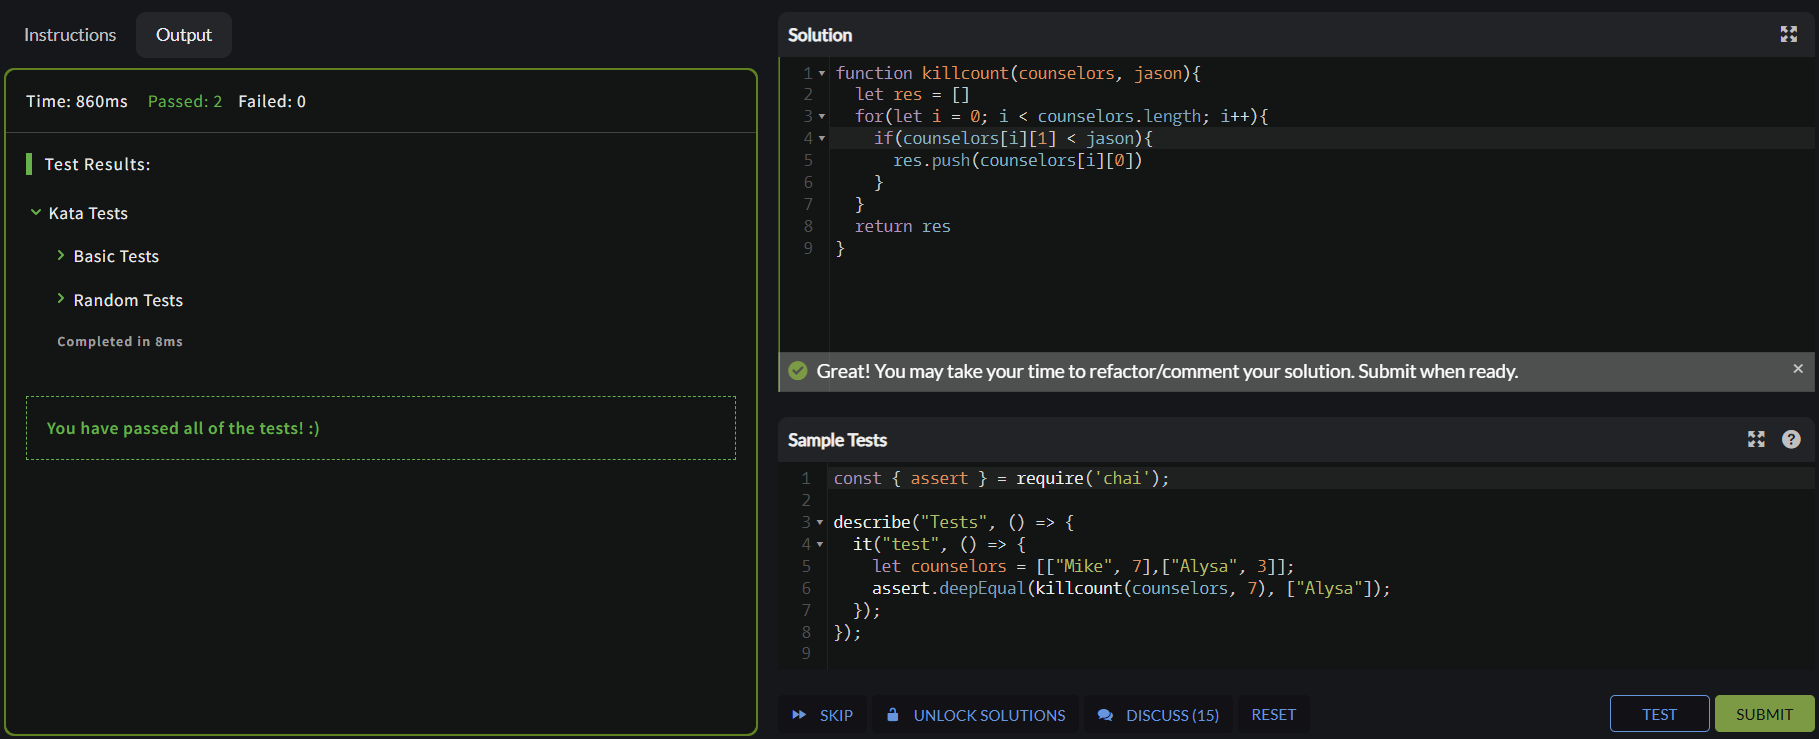 Instructions
Output
Time: 860ms Passed: 2 Failed: 0
Test Results:
Kata Tests
Basic Tests
Random Tests
Completed in 8ms
You have passed all of the tests! :)
Solution
1 function killcount(counselors, jason){
2   let res = []
3   for(let i = 0; i < counselors.length; i++){
4     if(counselors[i][1] < jason){
5       res.push(counselors[i][0])
6     }
7   }
8   return res
9 }
Great! You may take your time to refactor/comment your solution. Submit when ready.
Sample Tests
1 const { assert } = require('chai');
2
3 describe("Tests", () => {
4   it("test", () => {
5     let counselors = [["Mike", 7],["Alysa", 3]];
6     assert.deepEqual(killcount(counselors, 7), ["Alysa"]);
7   });
8 });
9
SKIP
UNLOCK SOLUTIONS
DISCUSS (15)
RESET
TEST
SUBMIT